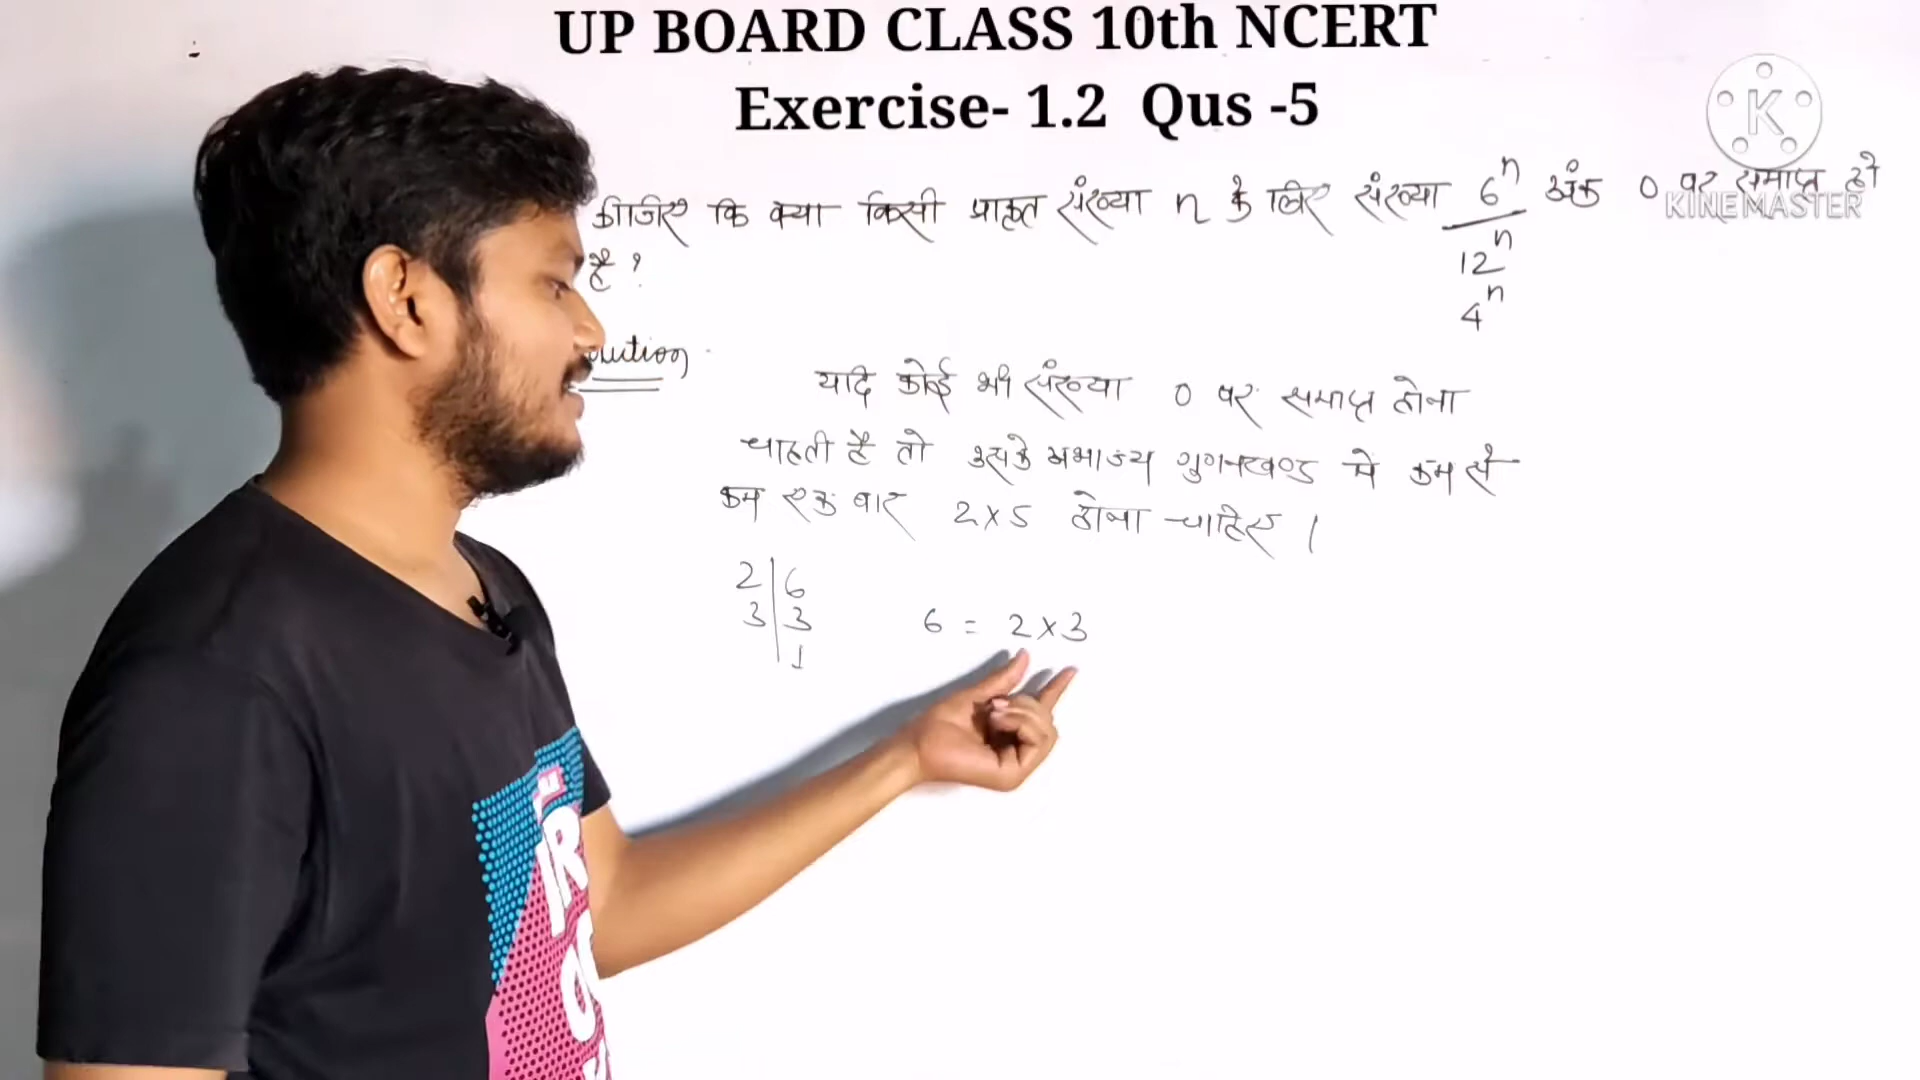 UP BOARD CLASS 10th NCERT
Exercise- 1.2 Qus -5
K
KINEMASTER
कीजिए कि क्या किसी प्राकृत संख्या n के लिए संख्या 6ⁿ अंक 0 पर समाप्त हो
है ?
12ⁿ
4ⁿ
olution
यदि कोई भी संख्या 0 पर समाप्त होना
चाहती है तो उसके अभाज्य गुणनखण्ड मे कम से
कम एक बार 2×5 होना चाहिए ।
2 | 6
3 | 3
1
6 = 2×3